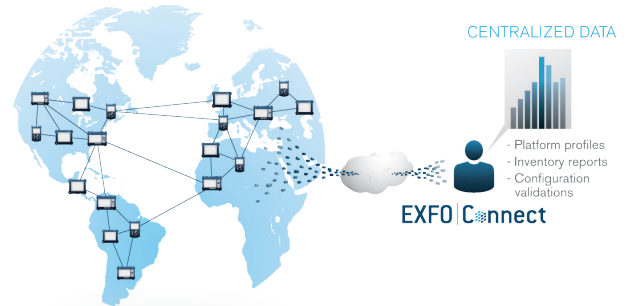 CENTRALIZED DATA
- Platform profiles
- Inventory reports
- Configuration
validations
EXFO Connect